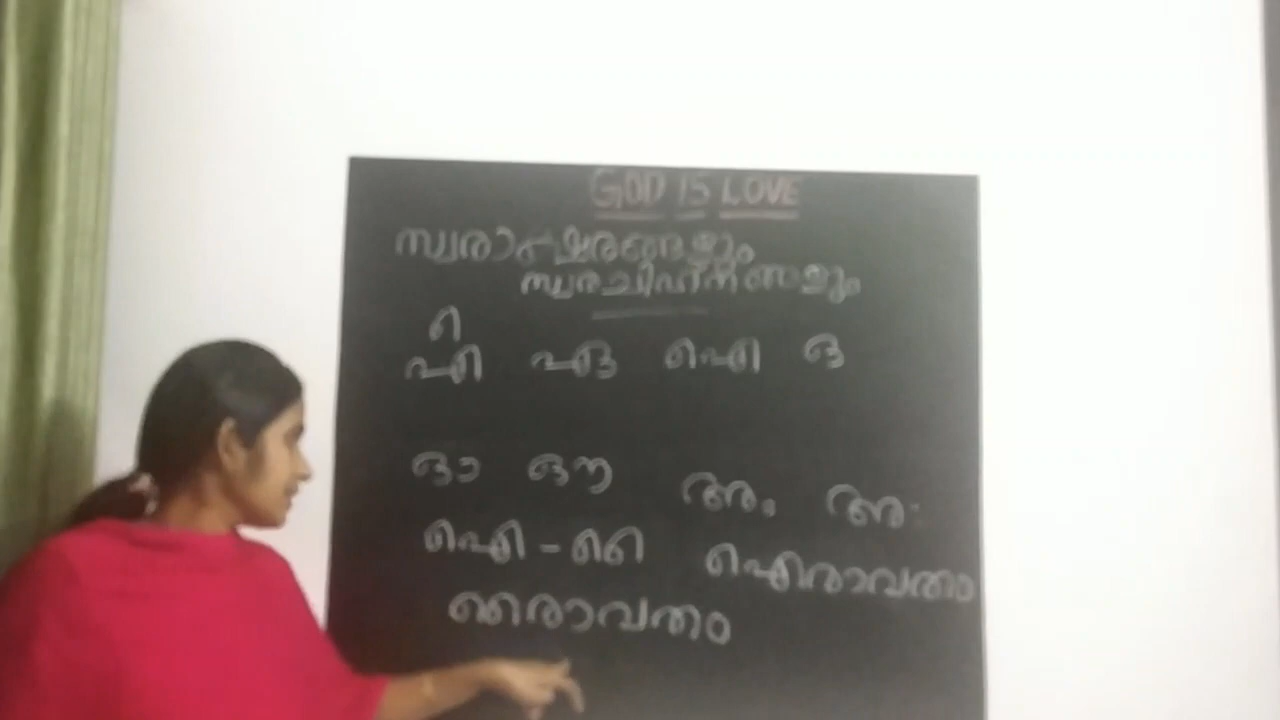 GOD IS LOVE
സ്വരാക്ഷരങ്ങളും
സ്വരചിഹ്നങ്ങളും
െ
എ ഏ ഐ ഒ
ഓ ഔ അം അഃ
ഐ - ൈ ഐരാവതം
ൈരാവതം